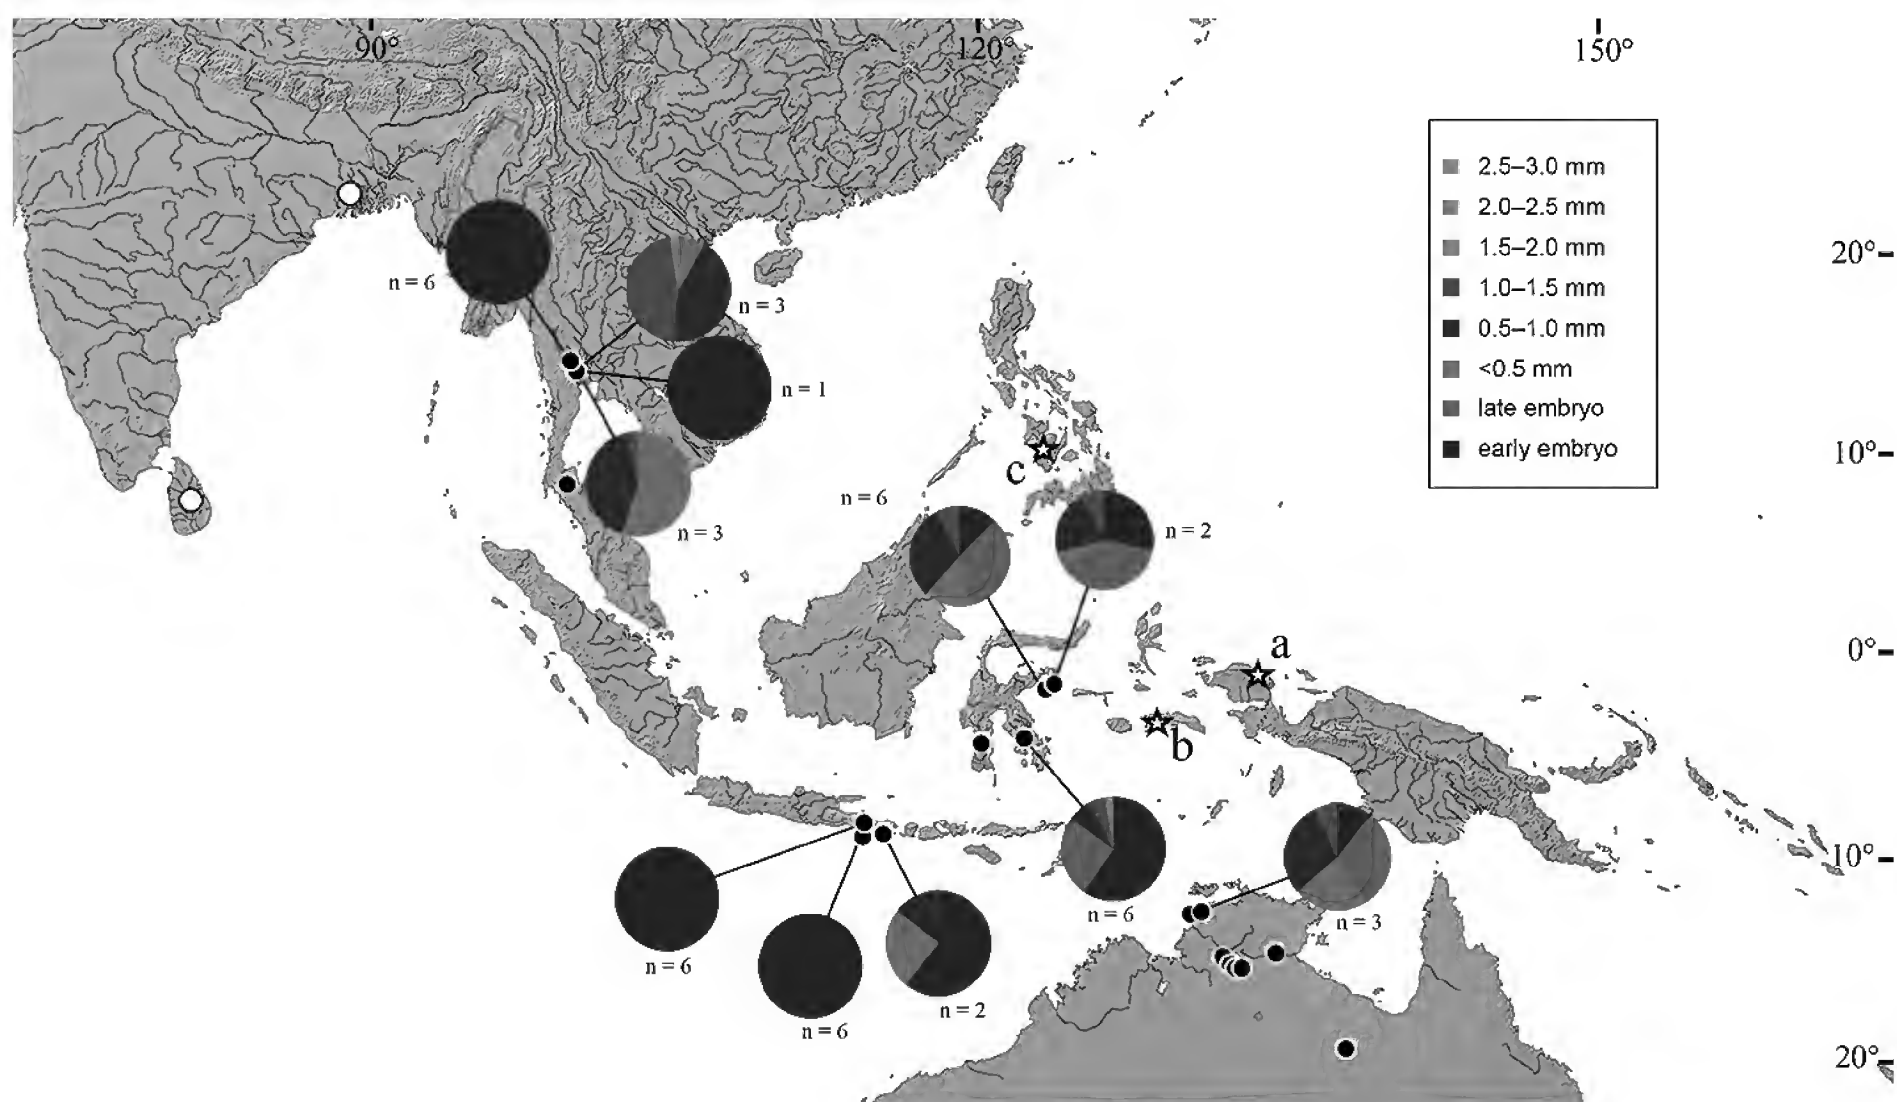 90°
120°
150°
2.5–3.0 mm
2.0–2.5 mm
1.5–2.0 mm
1.0–1.5 mm
0.5–1.0 mm
<0.5 mm
late embryo
early embryo
20°
n = 6
n = 3
n = 1
10°
c
n = 6
n = 3
n = 2
0°
a
b
10°
n = 6
n = 3
n = 6
n = 2
n = 6
20°